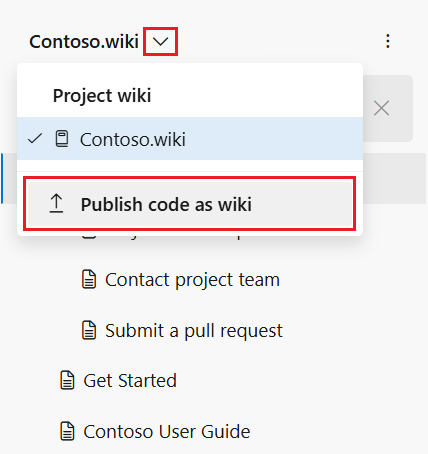 Contoso.wiki
Project wiki
Contoso.wiki
Publish code as wiki
Contact project team
Submit a pull request
Get Started
Contoso User Guide